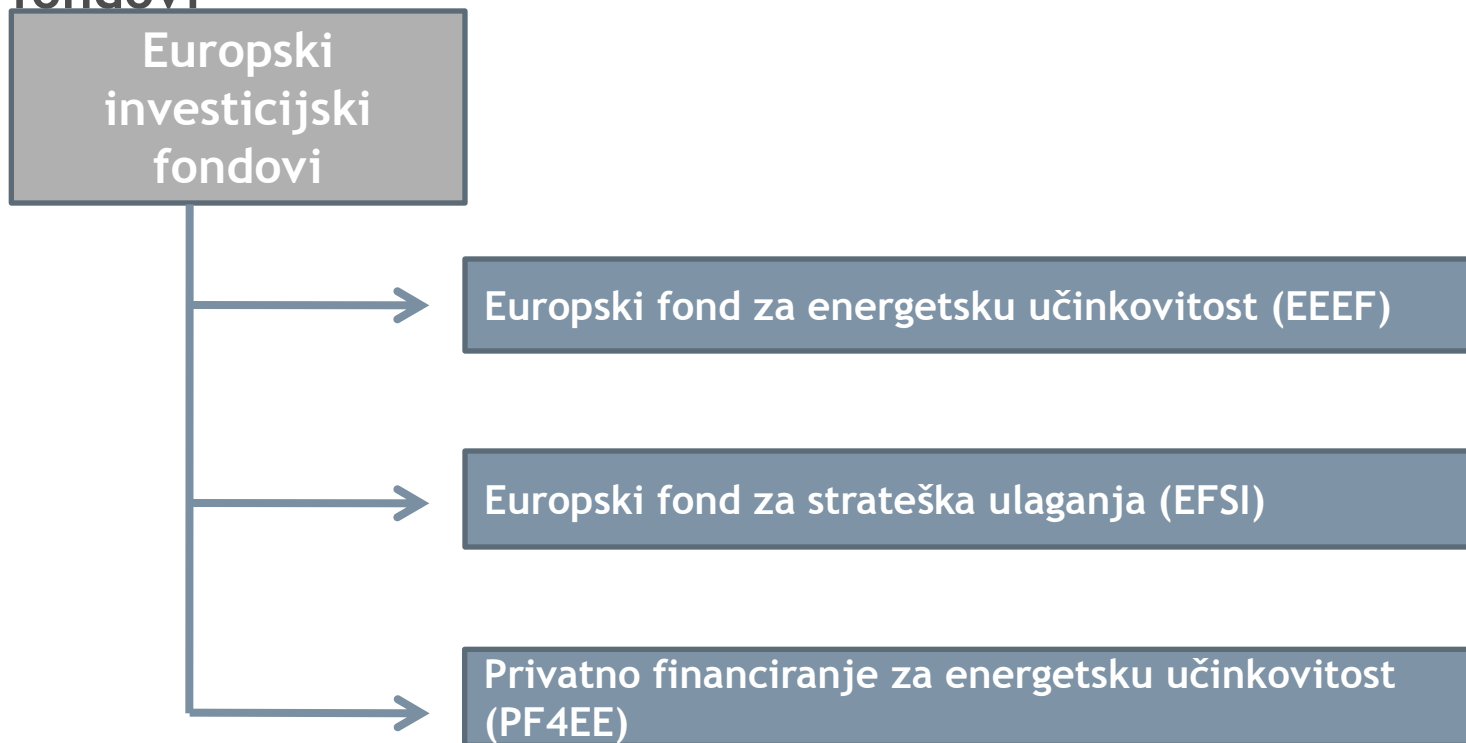 fondovi
Europski
investicijski
fondovi
Europski fond za energetsku učinkovitost (EEEF)
Europski fond za strateška ulaganja (EFSI)
Privatno financiranje za energetsku učinkovitost
(PF4EE)